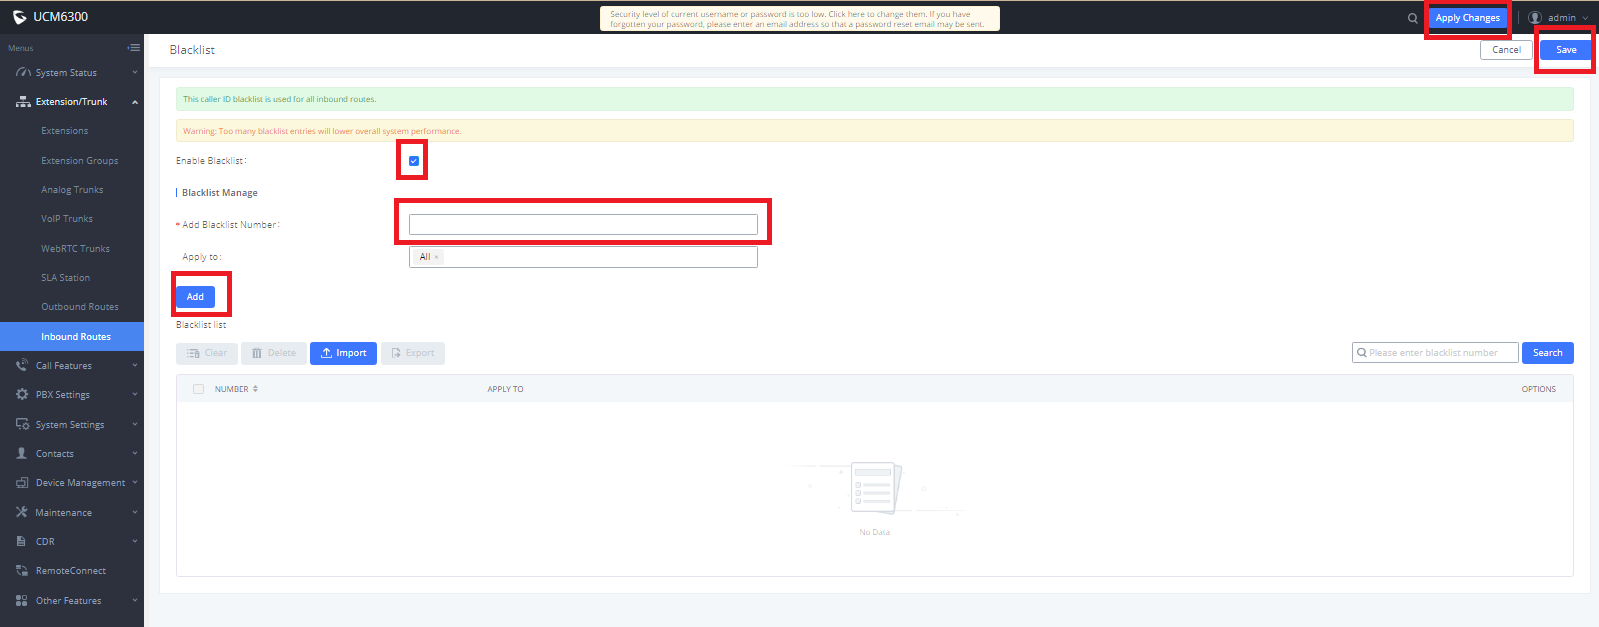 UCM6300
Security level of current username or password is too low. Click here to change them. If you have
forgotten your password, please enter an email address so that a password reset email may be sent.
Apply Changes
admin
Menus
Blacklist
Cancel
Save
System Status
Extension/Trunk
Extensions
Extension Groups
Analog Trunks
VoIP Trunks
WebRTC Trunks
SLA Station
Outbound Routes
Inbound Routes
Call Features
PBX Settings
System Settings
Contacts
Device Management
Maintenance
CDR
RemoteConnect
Other Features
This caller ID blacklist is used for all inbound routes.
Warning: Too many blacklist entries will lower overall system performance.
Enable Blacklist:
Blacklist Manage
* Add Blacklist Number:
Apply to:
All ×
Add
Blacklist list
Clear
Delete
Import
Export
Please enter blacklist number
Search
NUMBER
APPLY TO
OPTIONS
No Data